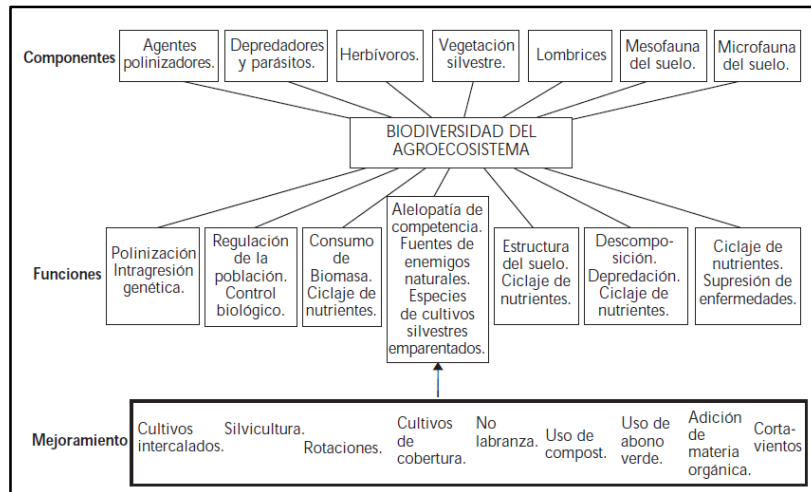 Componentes
Agentes
polinizadores.
Depredadores
y parásitos.
Herbívoros.
Vegetación
silvestre.
Lombrices
Mesofauna
del suelo.
Microfauna
del suelo.
BIODIVERSIDAD DEL
AGROECOSISTEMA
Funciones
Polinización
Intragresión
genética.
Regulación
de la
población.
Control
biológico.
Consumo
de
Biomasa.
Ciclaje de
nutrientes.
Alelopatía de
competencia.
Fuentes de
enemigos
naturales.
Especies
de cultivos
silvestres
emparentados.
Estructura
del suelo.
Ciclaje de
nutrientes.
Descompo-
sición.
Depredación.
Ciclaje de
nutrientes.
Ciclaje de
nutrientes.
Supresión de
enfermedades.
Mejoramiento
Cultivos
intercalados.
Silvicultura.
Rotaciones.
Cultivos
de
cobertura.
No
labranza.
Uso de
compost.
Uso de
abono
verde.
Adición
de
materia
orgánica.
Corta-
vientos